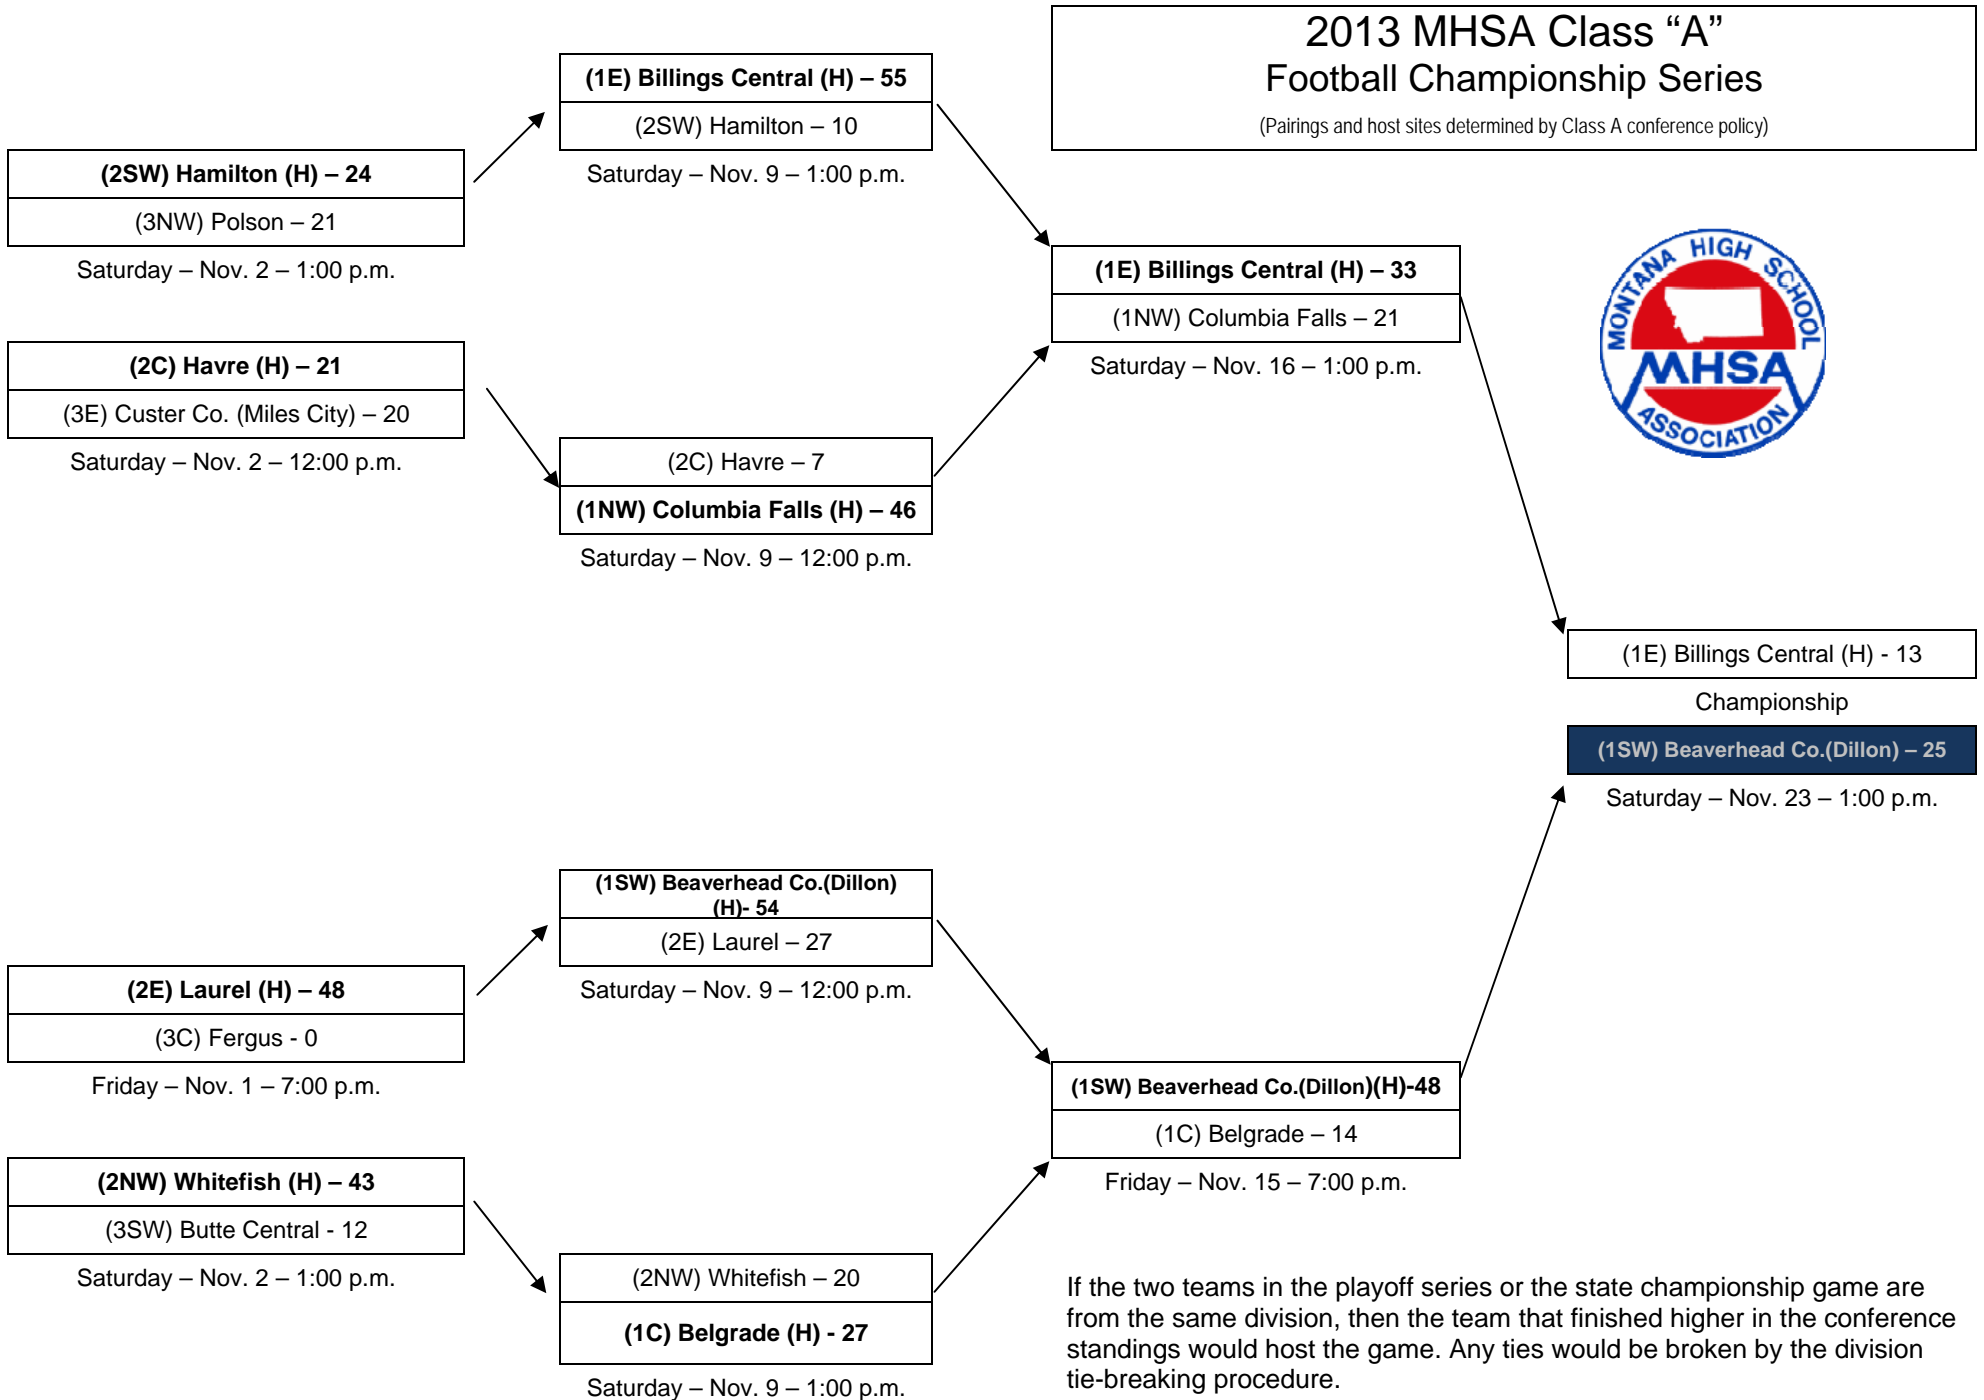 2013 MHSA Class “A”
Football Championship Series
(Pairings and host sites determined by Class A conference policy)
(2SW) Hamilton (H) – 24
(3NW) Polson – 21
Saturday – Nov. 2 – 1:00 p.m.
(2C) Havre (H) – 21
(3E) Custer Co. (Miles City) – 20
Saturday – Nov. 2 – 12:00 p.m.
(2E) Laurel (H) – 48
(3C) Fergus - 0
Friday – Nov. 1 – 7:00 p.m.
(2NW) Whitefish (H) – 43
(3SW) Butte Central - 12
Saturday – Nov. 2 – 1:00 p.m.
(1E) Billings Central (H) – 55
(2SW) Hamilton – 10
Saturday – Nov. 9 – 1:00 p.m.
(2C) Havre – 7
(1NW) Columbia Falls (H) – 46
Saturday – Nov. 9 – 12:00 p.m.
(1SW) Beaverhead Co.(Dillon)
(H)- 54
(2E) Laurel – 27
Saturday – Nov. 9 – 12:00 p.m.
(2NW) Whitefish – 20
(1C) Belgrade (H) - 27
Saturday – Nov. 9 – 1:00 p.m.
(1E) Billings Central (H) – 33
(1NW) Columbia Falls – 21
Saturday – Nov. 16 – 1:00 p.m.
(1SW) Beaverhead Co.(Dillon)(H)-48
(1C) Belgrade – 14
Friday – Nov. 15 – 7:00 p.m.
MONTANA HIGH SCHOOL
MHSA
ASSOCIATION
(1E) Billings Central (H) - 13
Championship
(1SW) Beaverhead Co.(Dillon) – 25
Saturday – Nov. 23 – 1:00 p.m.
If the two teams in the playoff series or the state championship game are
from the same division, then the team that finished higher in the conference
standings would host the game. Any ties would be broken by the division
tie-breaking procedure.